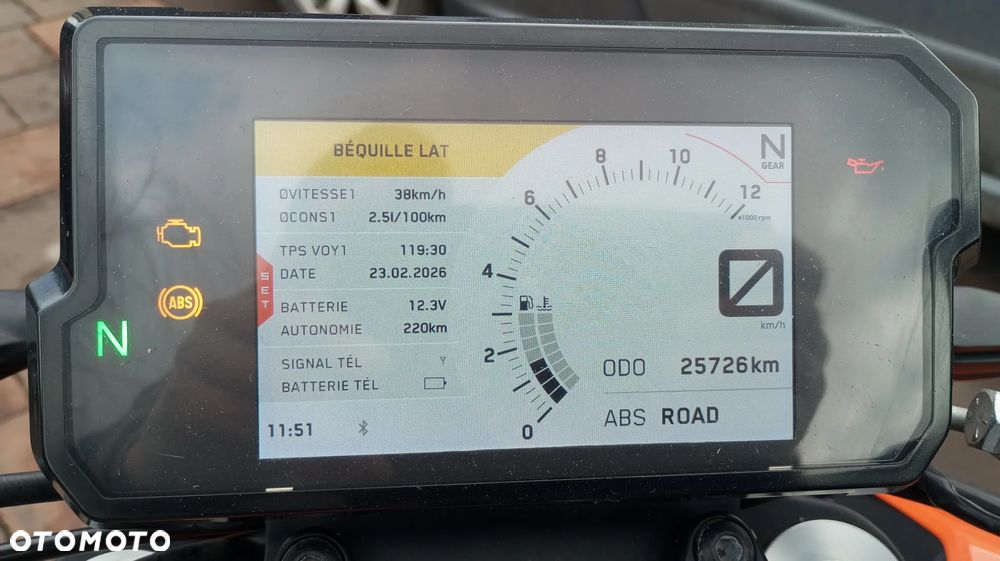 BÉQUILLE LAT
ØVITESSE1 38km/h
ØCONS1 2.5l/100km
TPS VOY1 119:30
DATE 23.02.2026
SET
BATTERIE 12.3V
AUTONOMIE 220km
SIGNAL TÉL
BATTERIE TÉL
11:51
0
2
4
6
8
10
12
x1000 rpm
N
GEAR
0
km/h
ODO 25726km
ABS ROAD
ABS
N
OTOMOTO